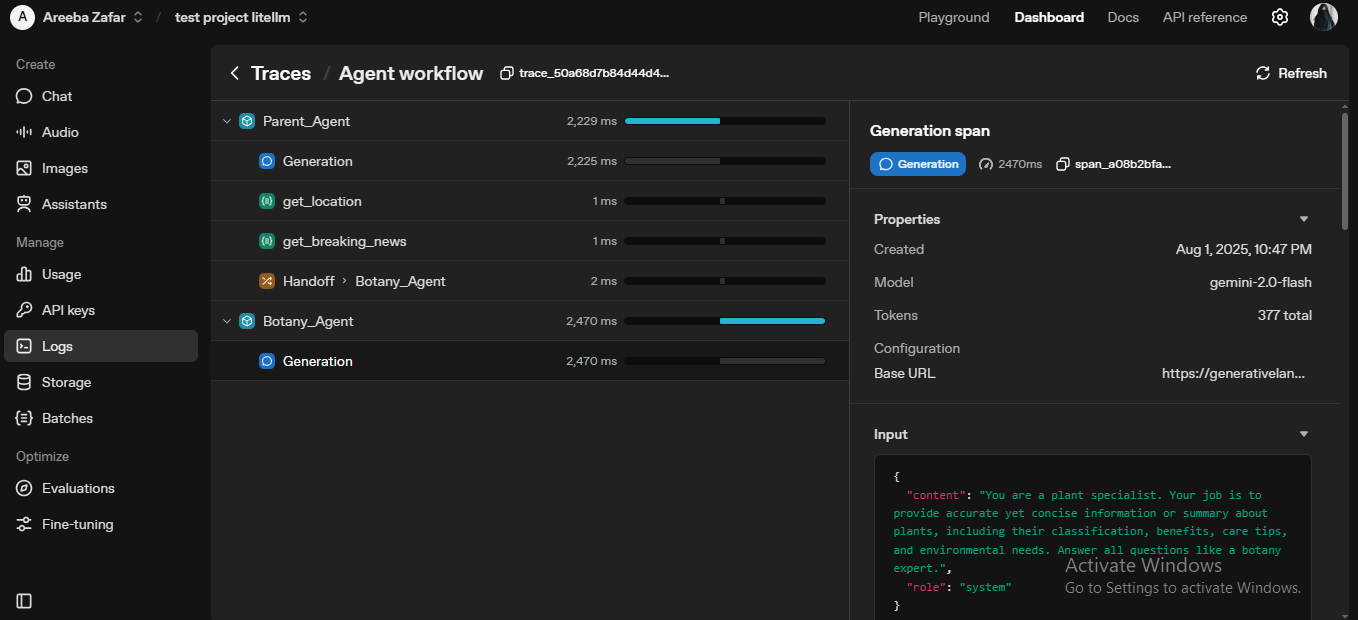 A Areeba Zafar / test project litellm Playground Dashboard Docs API reference
Create
Chat
Audio
Images
Assistants
Manage
Usage
API keys
Logs
Storage
Batches
Optimize
Evaluations
Fine-tuning
Traces / Agent workflow trace_50a68d7b84d44d4... Refresh
Parent_Agent 2,229 ms
Generation 2,225 ms
get_location 1 ms
get_breaking_news 1 ms
Handoff › Botany_Agent 2 ms
Botany_Agent 2,470 ms
Generation 2,470 ms
Generation span
Generation 2470ms span_a08b2bfa...
Properties
Created Aug 1, 2025, 10:47 PM
Model gemini-2.0-flash
Tokens 377 total
Configuration
Base URL https://generativelan...
Input
{
"content": "You are a plant specialist. Your job is to
provide accurate yet concise information or summary about
plants, including their classification, benefits, care tips,
and environmental needs. Answer all questions like a botany
expert.",
"role": "system"
}
Activate Windows
Go to Settings to activate Windows.